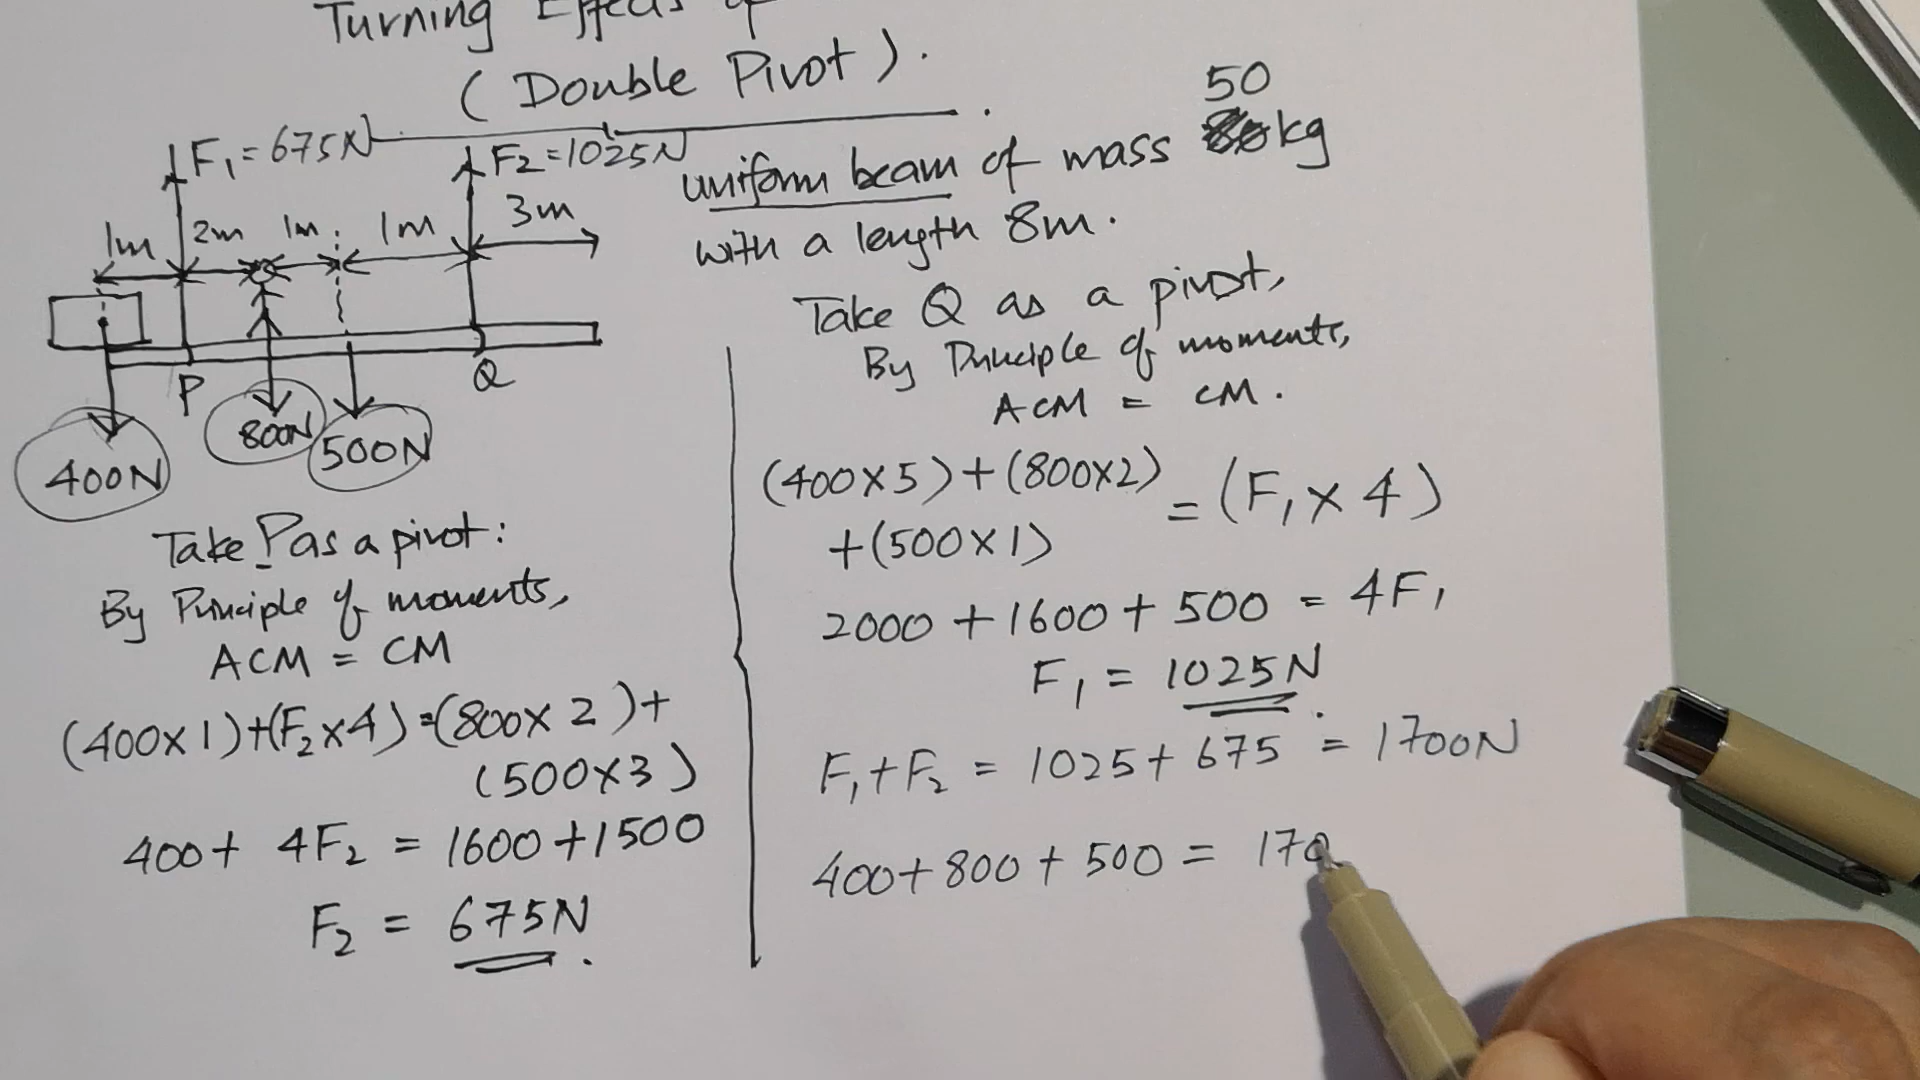 Turning Effects of
(Double Pivot).
F₁ = 675N
F₂ = 1025N
1m 2m 1m 1m 3m
P Q
400N 800N 500N
uniform beam of mass 50 kg
with a length 8m.
Take P as a pivot:
By Principle of moments,
ACM = CM
(400×1)+(F₂×4)=(800×2)+
(500×3)
400+ 4F₂ = 1600+1500
F₂ = 675N.
Take Q as a pivot,
By Principle of moments,
ACM = CM.
(400×5)+(800×2)
+(500×1) = (F₁×4)
2000+1600+500 = 4F₁
F₁ = 1025N.
F₁+F₂ = 1025+675 = 1700N
400+800+500 = 170